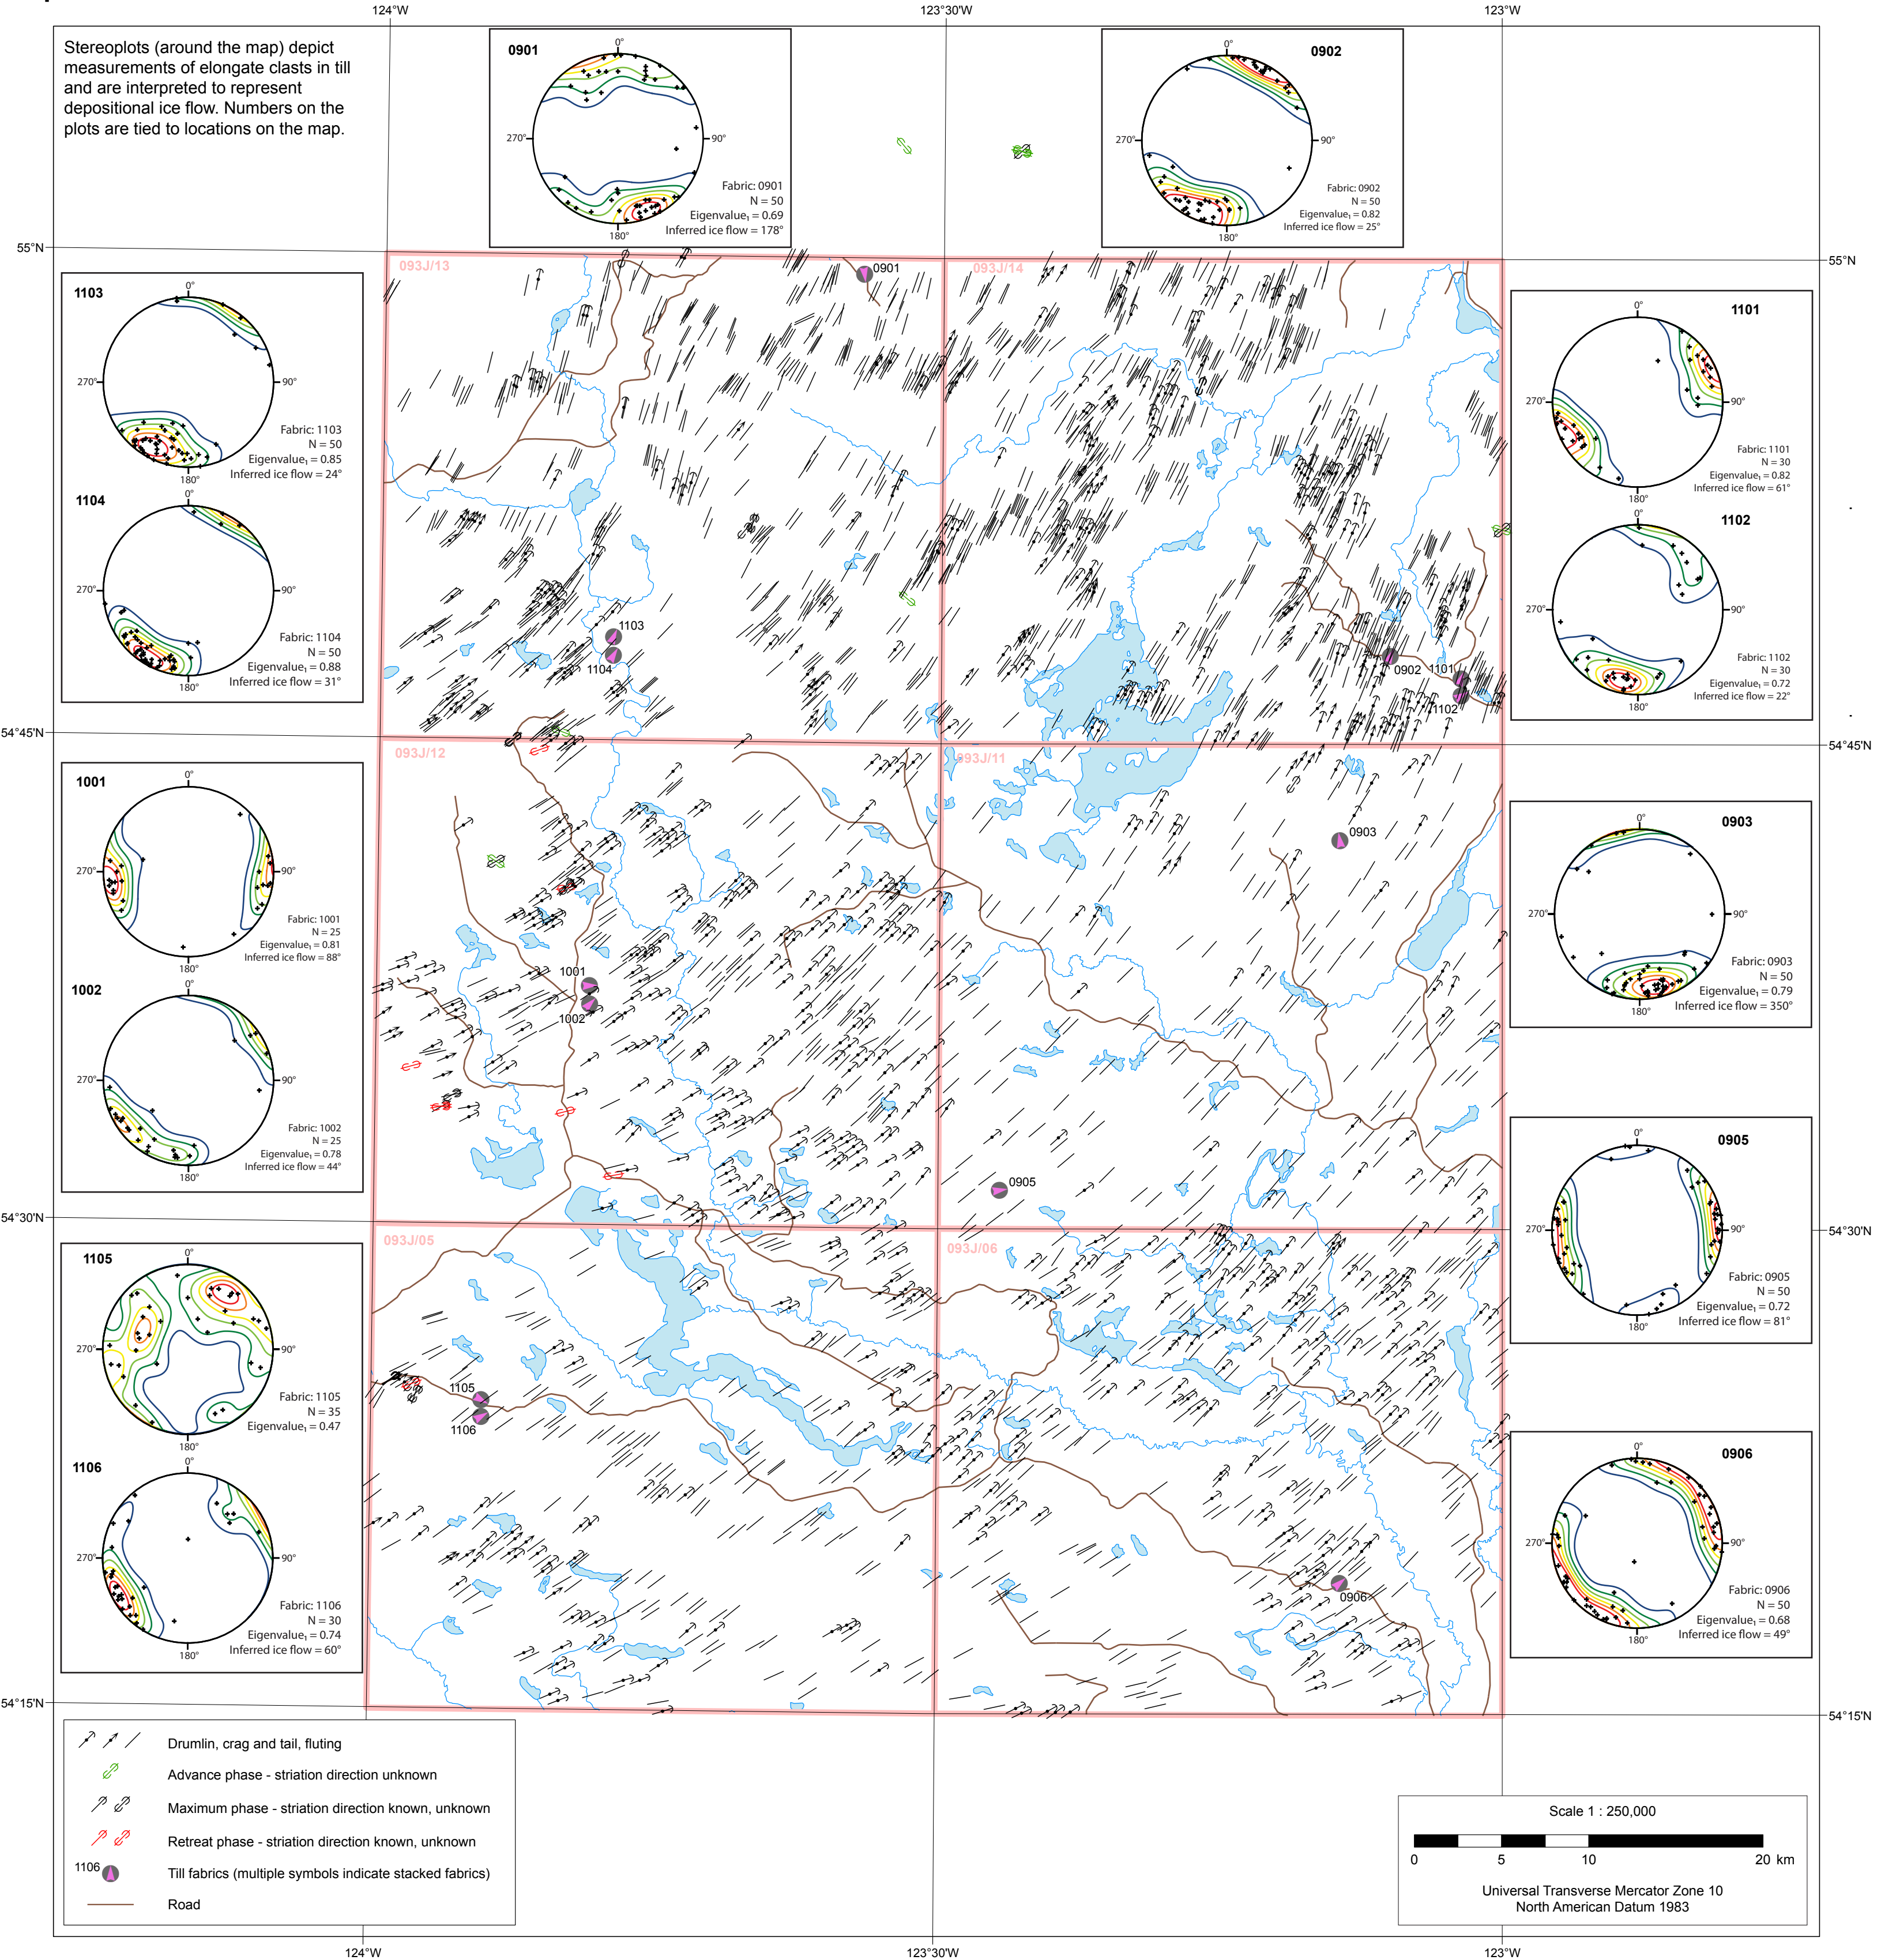 124°W
123°30'W
123°W
Stereoplots (around the map) depict
measurements of elongate clasts in till
and are interpreted to represent
depositional ice flow. Numbers on the
plots are tied to locations on the map.
0901
0°
270°
90°
180°
Fabric: 0901
N = 50
Eigenvalue₁ = 0.69
Inferred ice flow = 178°
0902
0°
270°
90°
180°
Fabric: 0902
N = 50
Eigenvalue₁ = 0.82
Inferred ice flow = 25°
55°N
55°N
1103
0°
270°
90°
180°
Fabric: 1103
N = 50
Eigenvalue₁ = 0.85
Inferred ice flow = 24°
1104
0°
270°
90°
180°
Fabric: 1104
N = 50
Eigenvalue₁ = 0.88
Inferred ice flow = 31°
093J/13
0901
093J/14
1103
1104
0902
1101
1102
1101
0°
270°
90°
180°
Fabric: 1101
N = 30
Eigenvalue₁ = 0.82
Inferred ice flow = 61°
1102
0°
270°
90°
180°
Fabric: 1102
N = 30
Eigenvalue₁ = 0.72
Inferred ice flow = 22°
54°45'N
54°45'N
1001
0°
270°
90°
180°
Fabric: 1001
N = 25
Eigenvalue₁ = 0.81
Inferred ice flow = 88°
1002
0°
270°
90°
180°
Fabric: 1002
N = 25
Eigenvalue₁ = 0.78
Inferred ice flow = 44°
093J/12
093J/11
0903
1001
1002
0905
0903
0°
270°
90°
180°
Fabric: 0903
N = 50
Eigenvalue₁ = 0.79
Inferred ice flow = 350°
0905
0°
270°
90°
180°
Fabric: 0905
N = 50
Eigenvalue₁ = 0.72
Inferred ice flow = 81°
54°30'N
54°30'N
1105
0°
270°
90°
180°
Fabric: 1105
N = 35
Eigenvalue₁ = 0.47
1106
0°
270°
90°
180°
Fabric: 1106
N = 30
Eigenvalue₁ = 0.74
Inferred ice flow = 60°
093J/05
093J/06
1105
1106
0906
0906
0°
270°
90°
180°
Fabric: 0906
N = 50
Eigenvalue₁ = 0.68
Inferred ice flow = 49°
54°15'N
54°15'N
Drumlin, crag and tail, fluting
Advance phase - striation direction unknown
Maximum phase - striation direction known, unknown
Retreat phase - striation direction known, unknown
1106 Till fabrics (multiple symbols indicate stacked fabrics)
Road
Scale 1 : 250,000
0 5 10 20 km
Universal Transverse Mercator Zone 10
North American Datum 1983
124°W
123°30'W
123°W